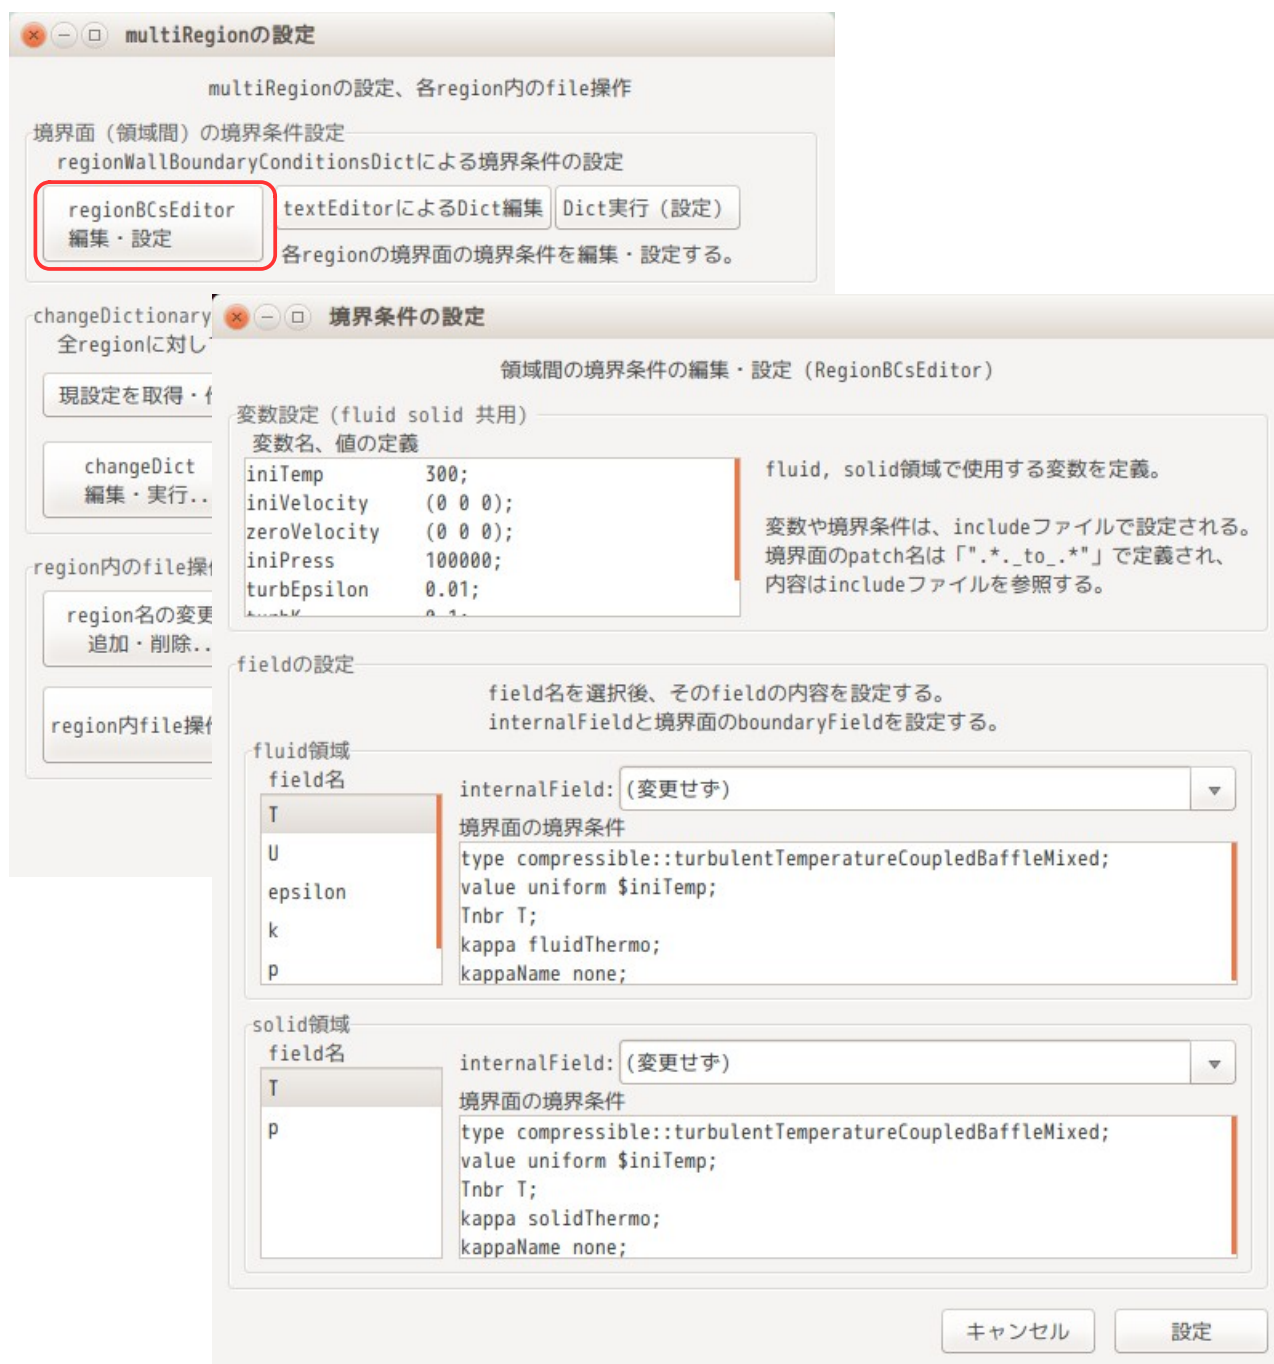 multiRegionの設定
multiRegionの設定、各region内のfile操作
境界面（領域間）の境界条件設定
regionWallBoundaryConditionsDictによる境界条件の設定
regionBCsEditor
編集・設定
textEditorによるDict編集
Dict実行（設定）
各regionの境界面の境界条件を編集・設定する。
changeDictionary
全regionに対し
現設定を取得・
changeDict
編集・実行..
region内のfile操
region名の変更
追加・削除..
region内file操
境界条件の設定
領域間の境界条件の編集・設定（RegionBCsEditor）
変数設定（fluid solid 共用）
変数名、値の定義
iniTemp 300;
iniVelocity (0 0 0);
zeroVelocity (0 0 0);
iniPress 100000;
turbEpsilon 0.01;
fluid, solid領域で使用する変数を定義。
変数や境界条件は、includeファイルで設定される。
境界面のpatch名は「".*._to_.*"」で定義され、
内容はincludeファイルを参照する。
fieldの設定
field名を選択後、そのfieldの内容を設定する。
internalFieldと境界面のboundaryFieldを設定する。
fluid領域
field名
T
U
epsilon
k
p
internalField: (変更せず)
境界面の境界条件
type compressible::turbulentTemperatureCoupledBaffleMixed;
value uniform $iniTemp;
Tnbr T;
kappa fluidThermo;
kappaName none;
solid領域
field名
T
p
internalField: (変更せず)
境界面の境界条件
type compressible::turbulentTemperatureCoupledBaffleMixed;
value uniform $iniTemp;
Tnbr T;
kappa solidThermo;
kappaName none;
キャンセル
設定